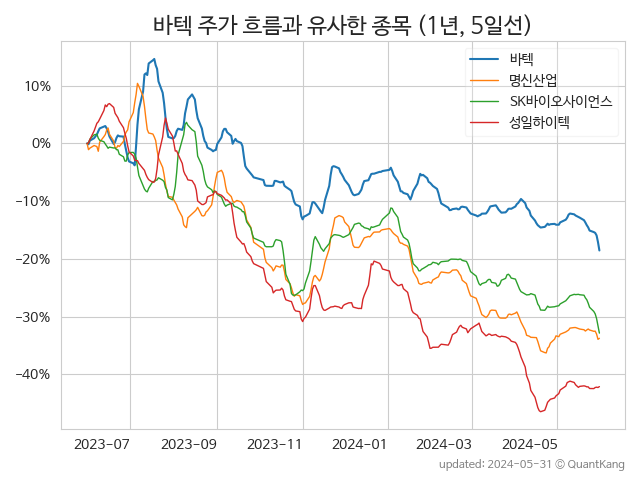 바텍 주가 흐름과 유사한 종목 (1년, 5일선)
바텍
명신산업
SK바이오사이언스
성일하이텍
10%
0%
−10%
−20%
−30%
−40%
2023-07 2023-09 2023-11 2024-01 2024-03 2024-05
updated: 2024-05-31 © QuantKang